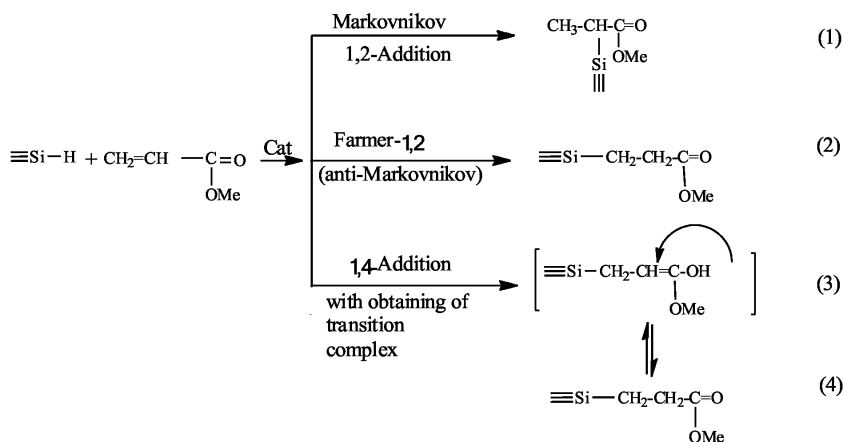 Markovnikov
1,2-Addition
CH₃-CH-C=O
OMe
Si
(1)
≡Si-H + CH₂=CH-C=O
OMe
Cat
Farmer-1,2
(anti-Markovnikov)
≡Si-CH₂-CH₂-C=O
OMe
(2)
1,4-Addition
with obtaining of
transition
complex
[≡Si-CH₂-CH=C-OH]
OMe
(3)
≡Si-CH₂-CH₂-C=O
OMe
(4)